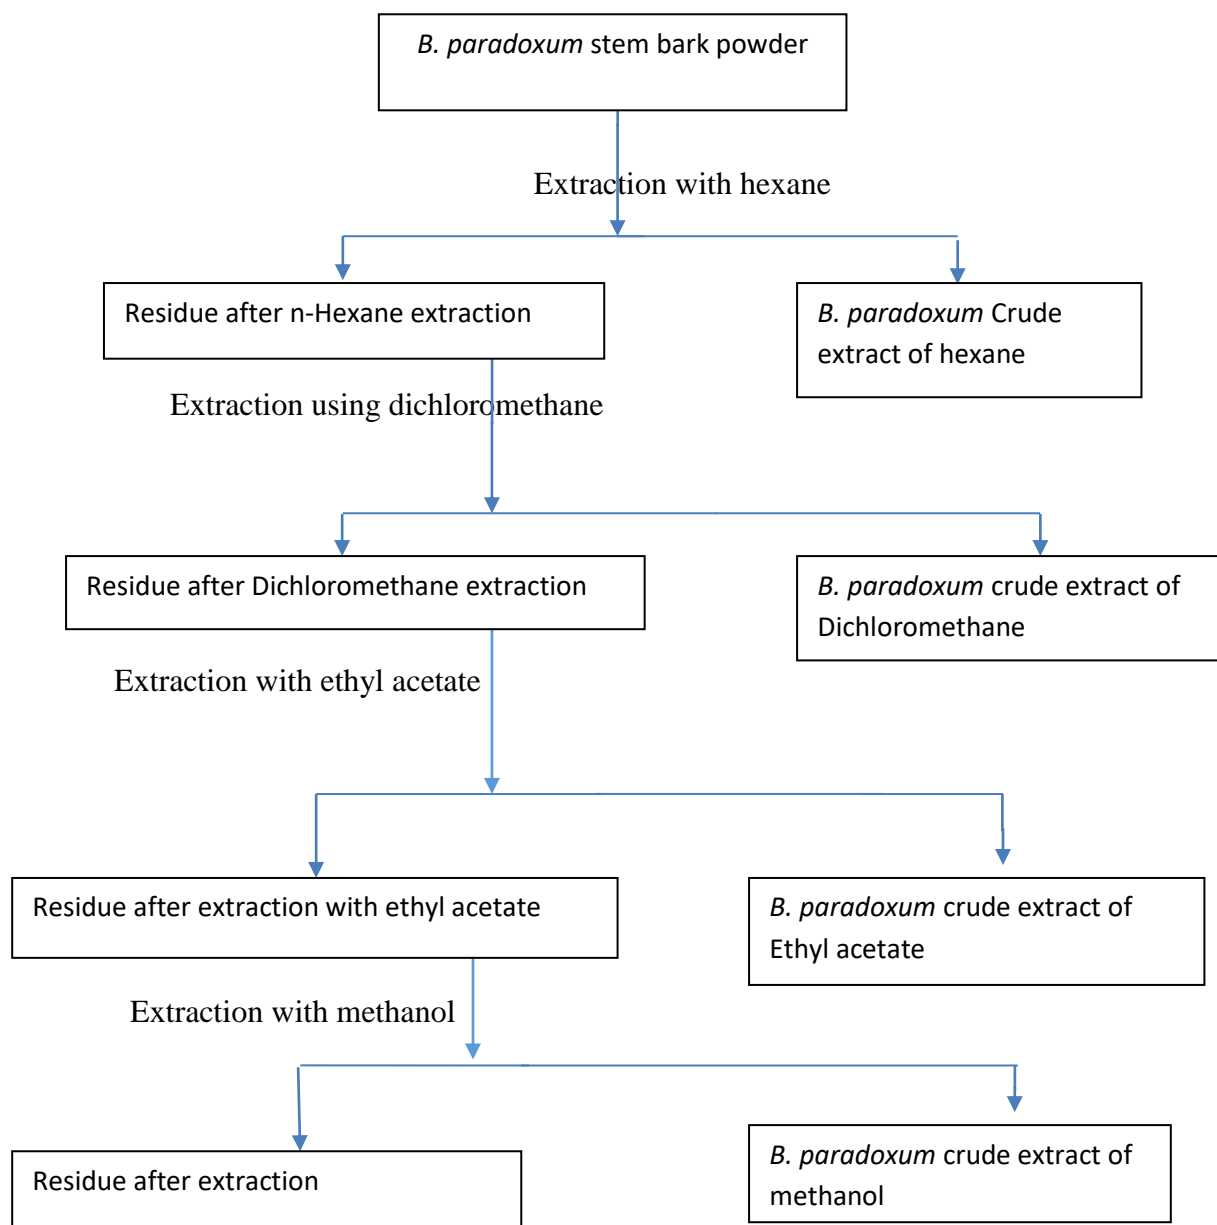 B. paradoxum stem bark powder
Extraction with hexane
Residue after n-Hexane extraction
B. paradoxum Crude
extract of hexane
Extraction using dichloromethane
Residue after Dichloromethane extraction
B. paradoxum crude extract of
Dichloromethane
Extraction with ethyl acetate
Residue after extraction with ethyl acetate
B. paradoxum crude extract of
Ethyl acetate
Extraction with methanol
Residue after extraction
B. paradoxum crude extract of
methanol